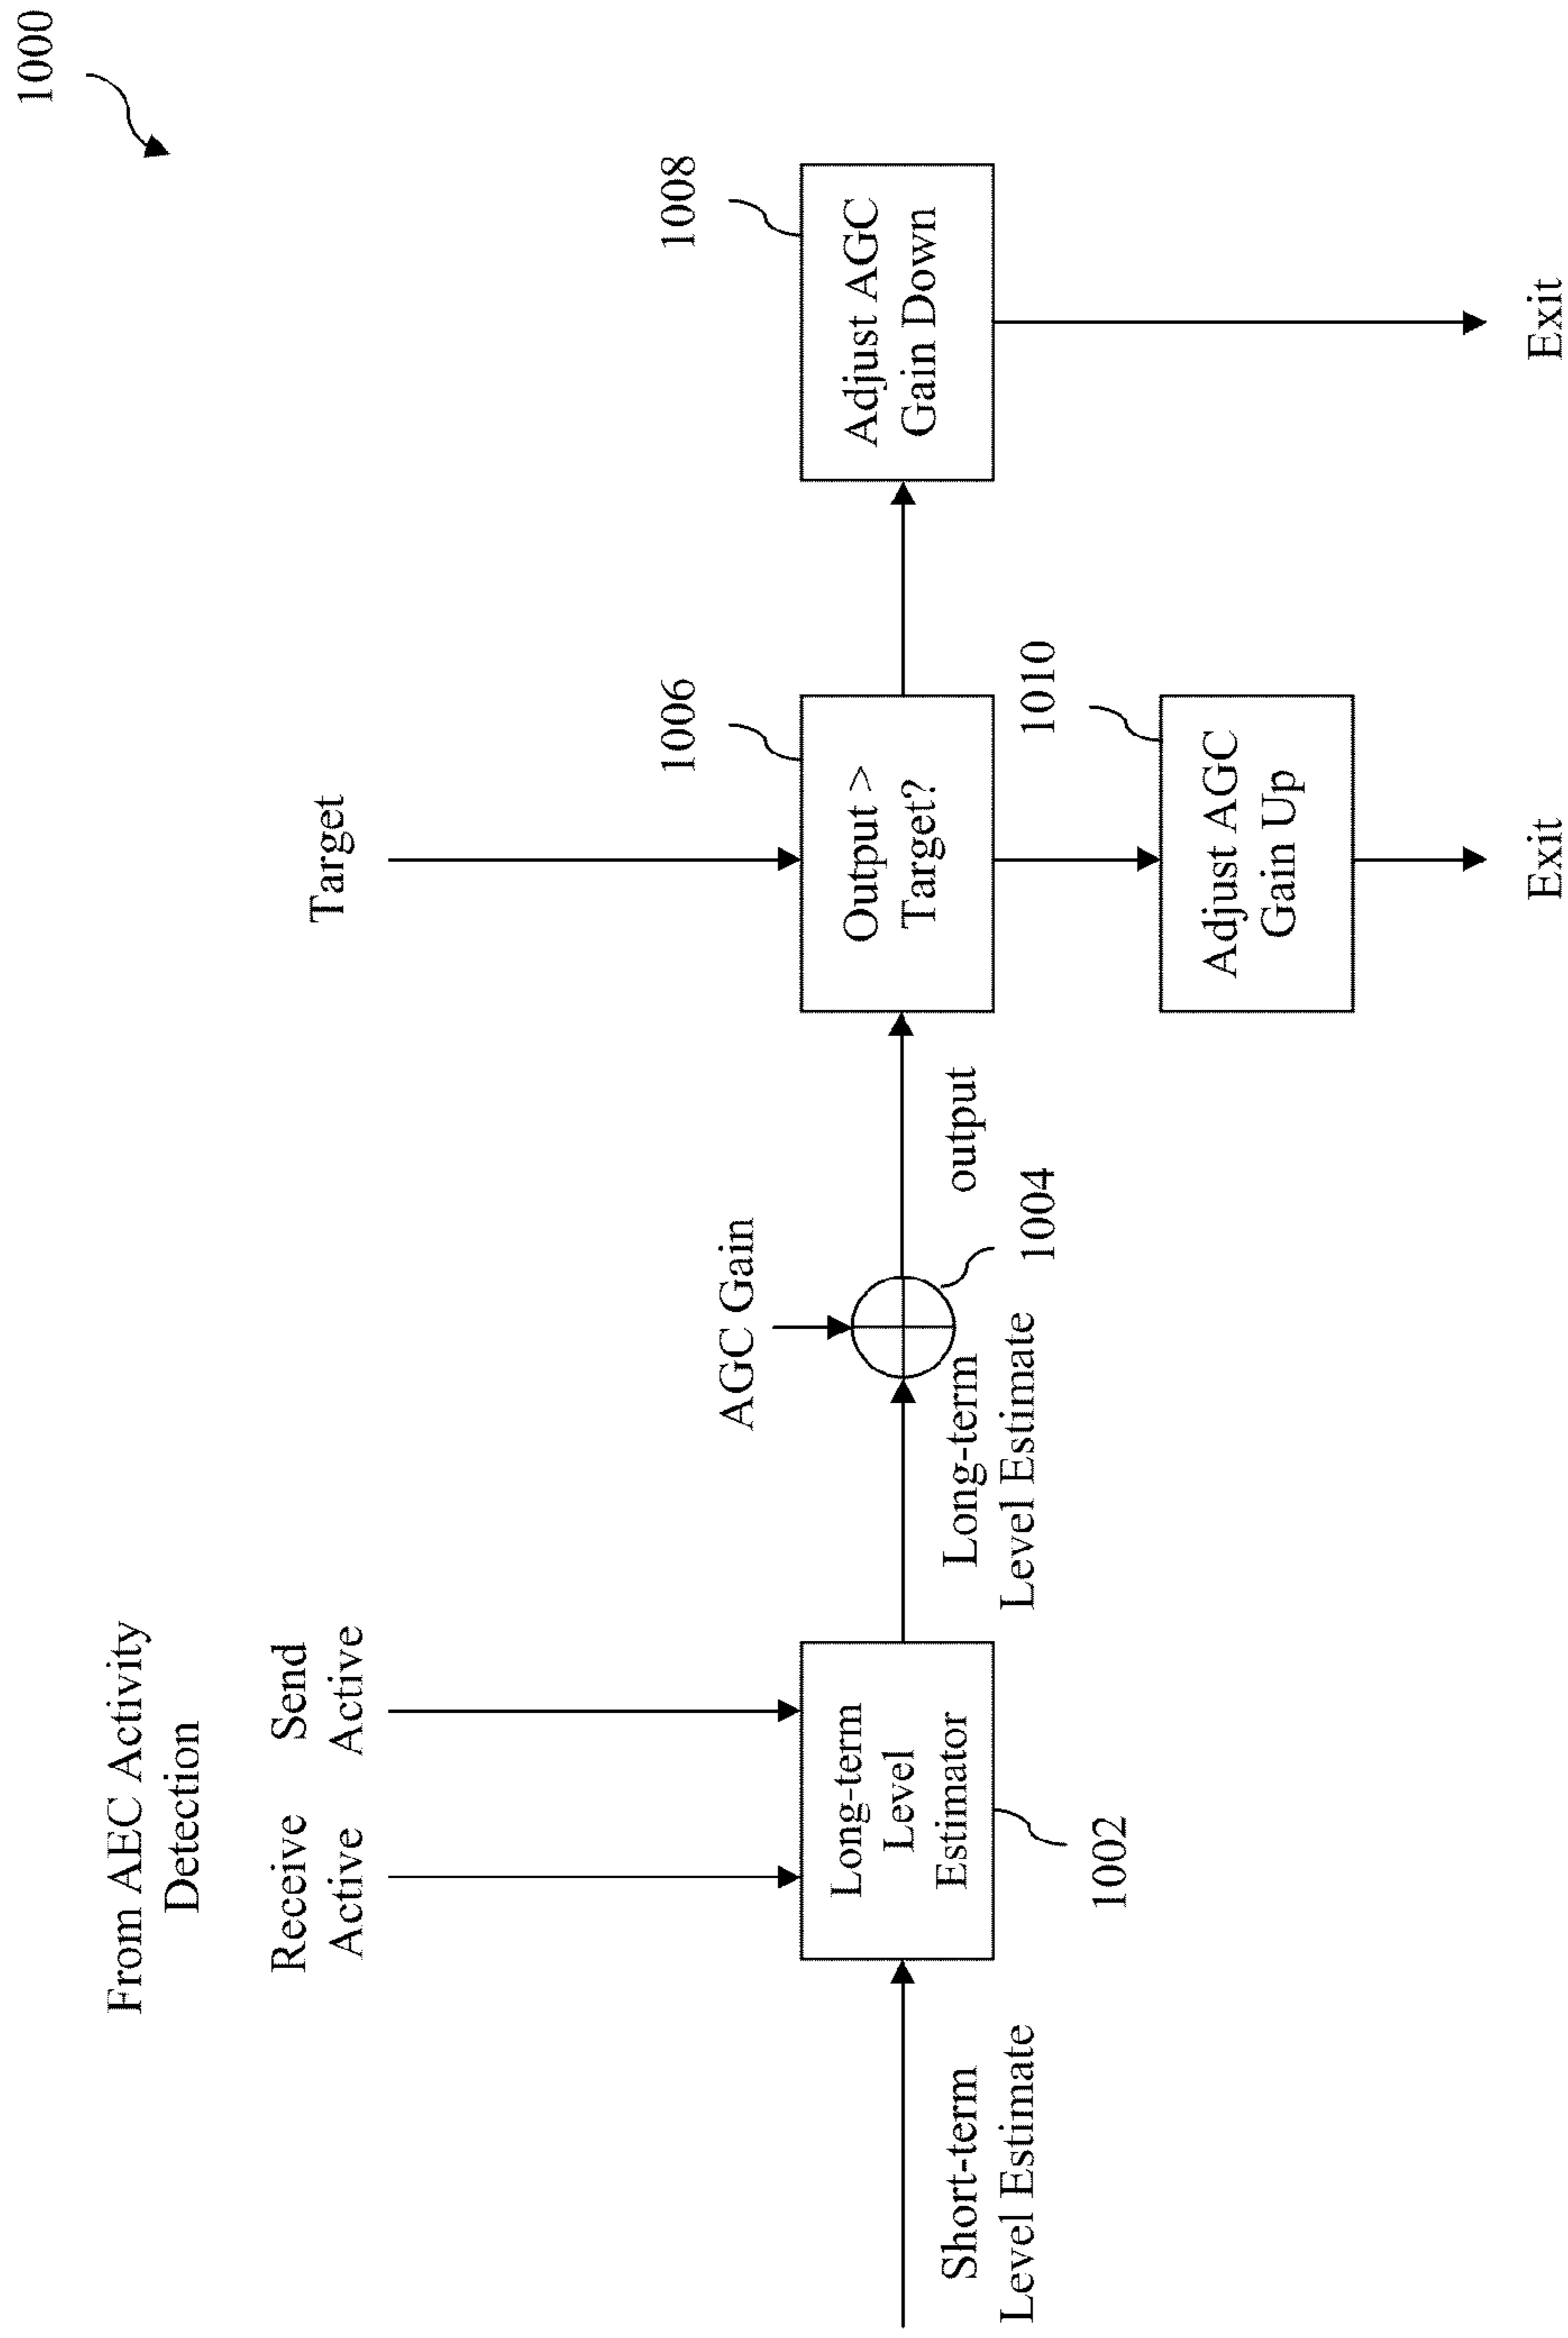 1000
From AEC Activity
Detection
Receive
Active
Send
Active
Target
AGC Gain
1006
1008
Short-term
Level Estimate
Long-term
Level
Estimator
1002
Long-term
Level Estimate
1004
output
Output >
Target?
Adjust AGC
Gain Down
1010
Adjust AGC
Gain Up
Exit
Exit